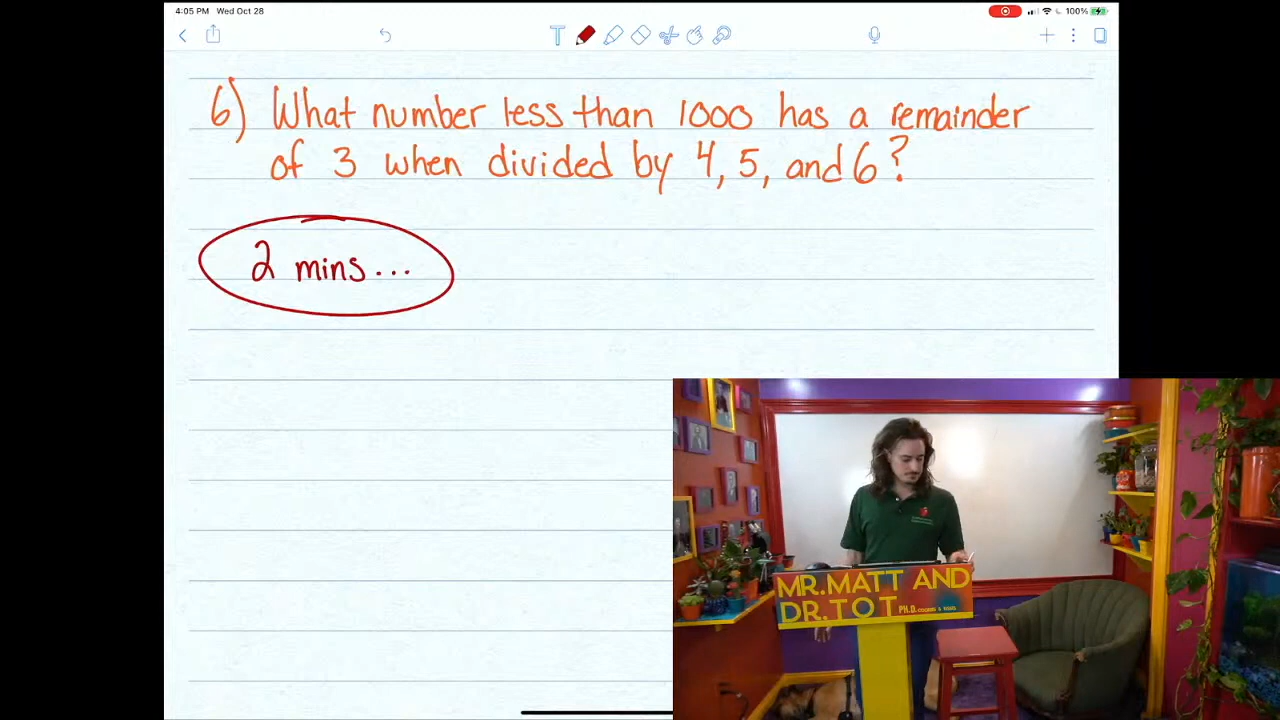 4:05 PM Wed Oct 28
100%
6) What number less than 1000 has a remainder
of 3 when divided by 4, 5, and 6?
2 mins...
MR. MATT AND
DR. TOT PH.D.